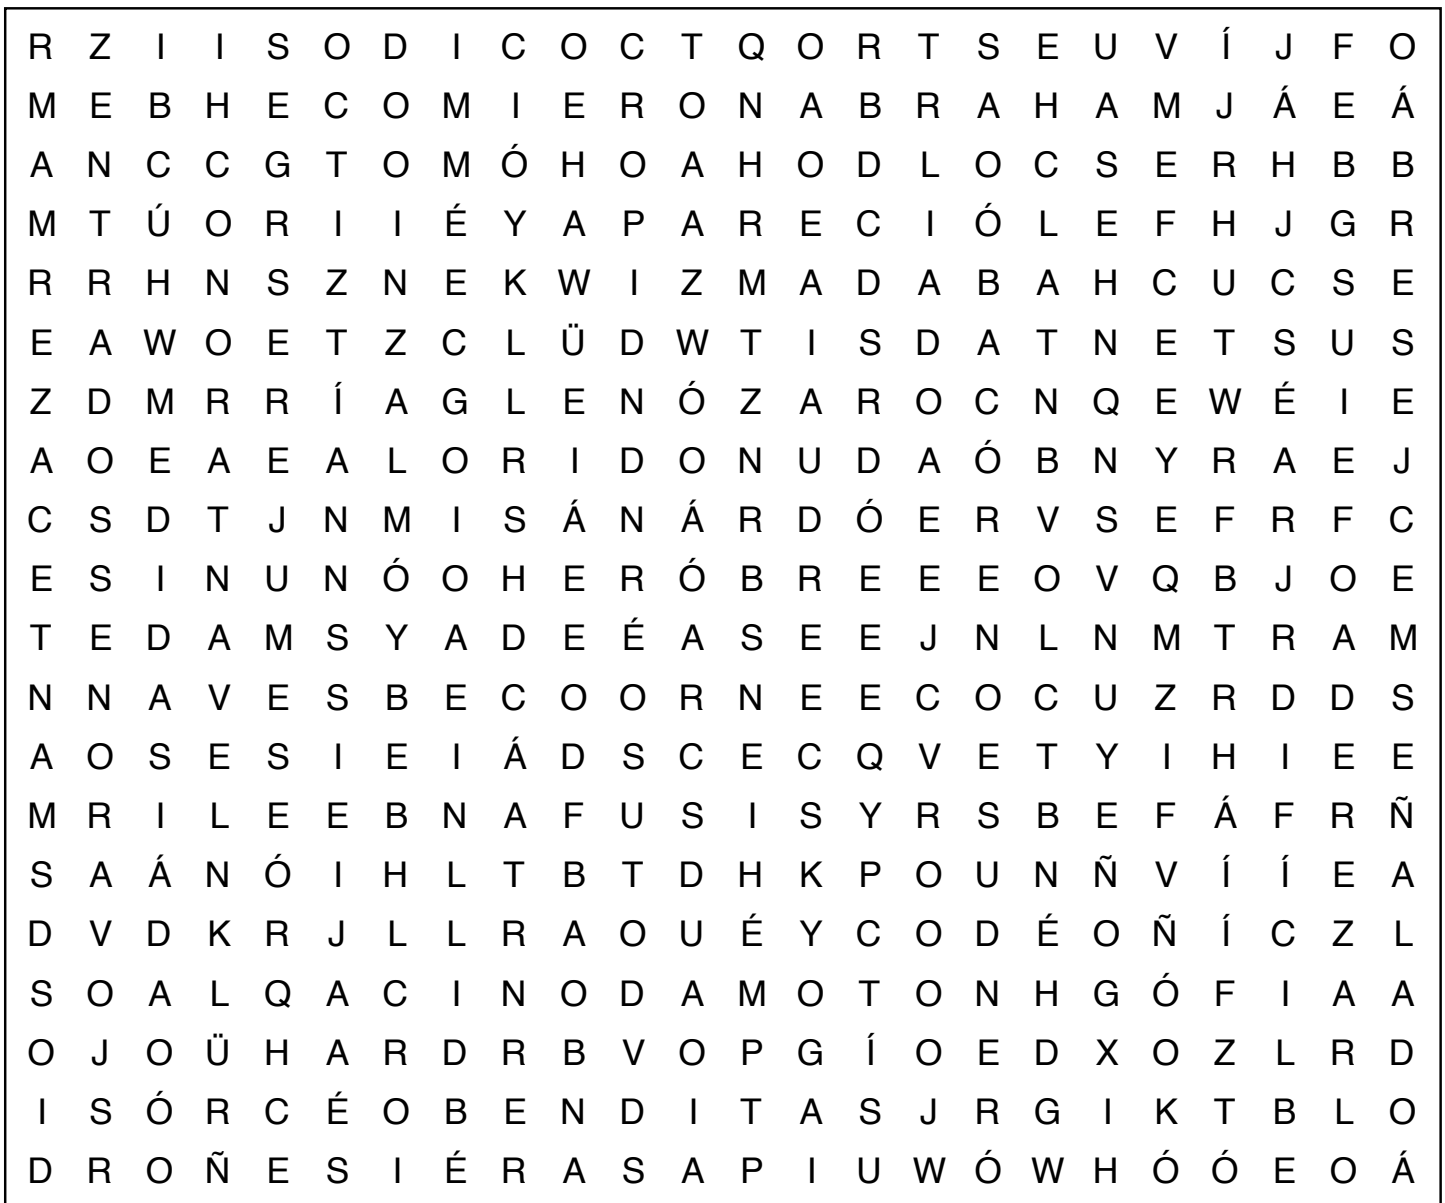 R Z I I S O D I C O C T Q O R T S E U V Í J F O
M E B H E C O M I E R O N A B R A H A M J Á E Á
A N C C G T O M Ó H O A H O D L O C S E R H B B
M T Ú O R I I É Y A P A R E C I Ó L E F H J G R
R R H N S Z N E K W I Z M A D A B A H C U C S E
E A W O E T Z C L Ü D W T I S D A T N E T S U S
Z D M R R Í A G L E N Ó Z A R O C N Q E W É I E
A O E A E A L O R I D O N U D A Ó B N Y R A E J
C S D T J N M I S Á N Á R D Ó E R V S E F R F C
E S I N U N Ó O H E R Ó B R E E E O V Q B J O E
T E D A M S Y A D E É A S E E J N L N M T R A M
N N A V E S B E C O O R N E E C O C U Z R D D S
A O S E S I E I Á D S C E C Q V E T Y I H I E E
M R I L E E B N A F U S I S Y R S B E F Á F R Ñ
S A Á N Ó I H L T B T D H K P O U N Ñ V Í Í E A
D V D K R J L L R A O U É Y C O D É O Ñ Í C Z L
S O A L Q A C I N O D A M O T O N H G Ó F I A A
O J O Ü H A R D R B V O P G Í O E D X O Z L R D
I S Ó R C É O B E N D I T A S J R G I K T B L O
D R O Ñ E S I É R A S A P I U W Ó W H Ó Ó E O Á